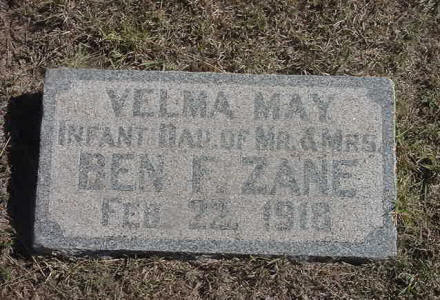 VELMA MAY
INFANT DAU. OF MR. & MRS.
BEN F. ZANE
FEB. 22, 1918